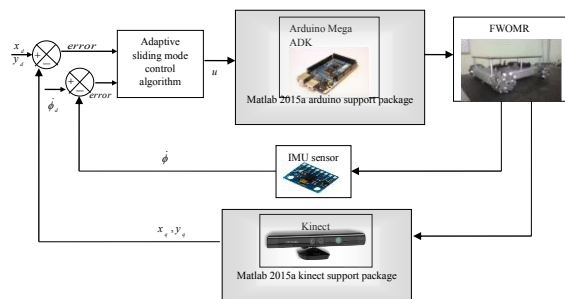 x_d
y_d
+
−
error
+
−
error
ϕ̇_d
Adaptive
sliding mode
control
algorithm
u
Arduino Mega
ADK
Matlab 2015a arduino support package
FWOMR
IMU sensor
ϕ̇
Kinect
x_q , y_q
Matlab 2015a kinect support package